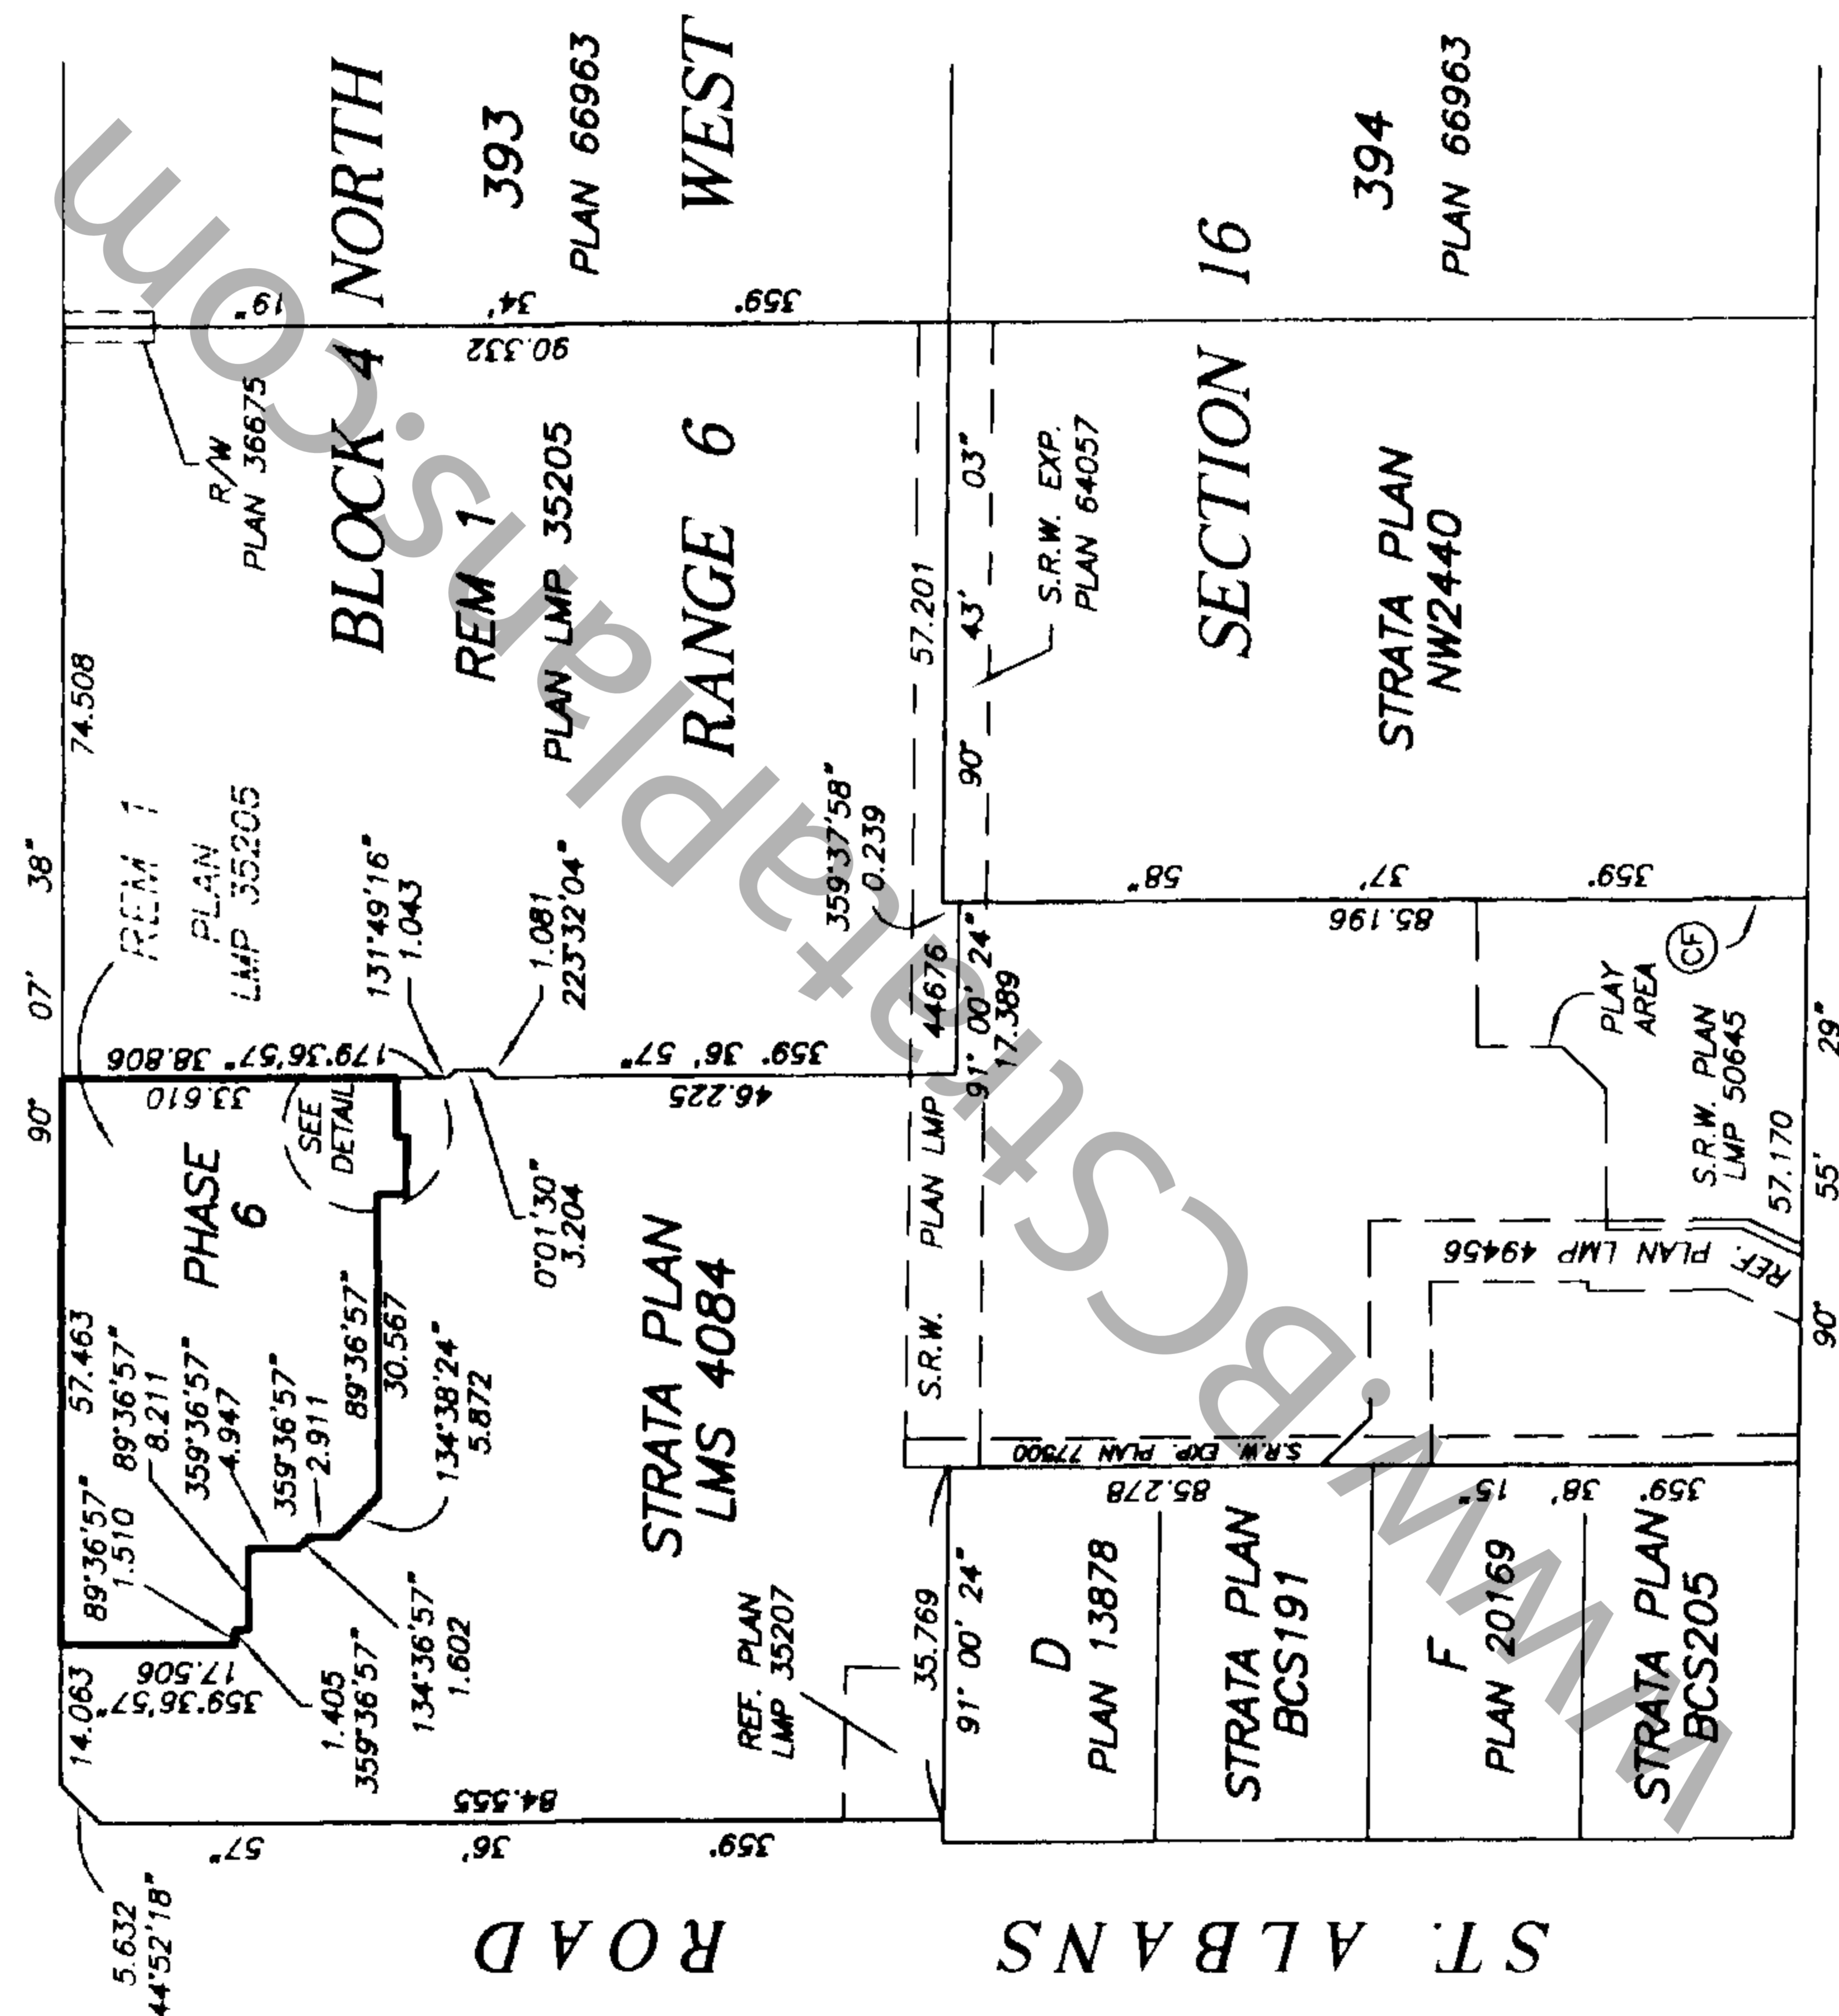 90° 07' 38"
5.632
44°52'18"
14.063
57.463
74.508
359°36'57"
17.506
89°36'57"
1.510
89°36'57"
8.211
359°36'57"
4.947
359°36'57"
2.911
89°36'57"
30.567
134°38'24"
5.872
134°36'57"
1.602
1.405
359°36'57"
PHASE
6
33.610
SEE
DETAIL
179°36'57" 38.806
REM 1
PLAN
LMP 35205
131°49'16"
1.043
1.081
223°32'04"
0°01'30"
3.204
359° 36' 57"
46.225
R/W
PLAN 36675
BLOCK 4 NORTH
REM 1
PLAN LMP 35205
RANGE 6 WEST
359° 34' 19"
90.332
393
PLAN 66963
359° 36' 57"
84.555
STRATA PLAN
LMS 4084
REF. PLAN
LMP 35207
S.R.W. PLAN LMP 44676
57.201
359°37'58"
0.239
35.769
91° 00' 24"
91° 00' 24"
17.389
90° 43' 03"
S.R.W. EXP.
PLAN 64057
SECTION 16
STRATA PLAN
NW2440
394
PLAN 66963
D
PLAN 13878
STRATA PLAN
BCS191
F
PLAN 20169
STRATA PLAN
BCS205
S.R.W. EXP. PLAN 77500
359° 38' 15"
85.278
359° 37' 58"
85.196
REF. PLAN LMP 49456
PLAY
AREA
CF
S.R.W. PLAN
LMP 50645
57.170
90° 55' 29"
ST. ALBANS ROAD
www.BCStrataPlans.com